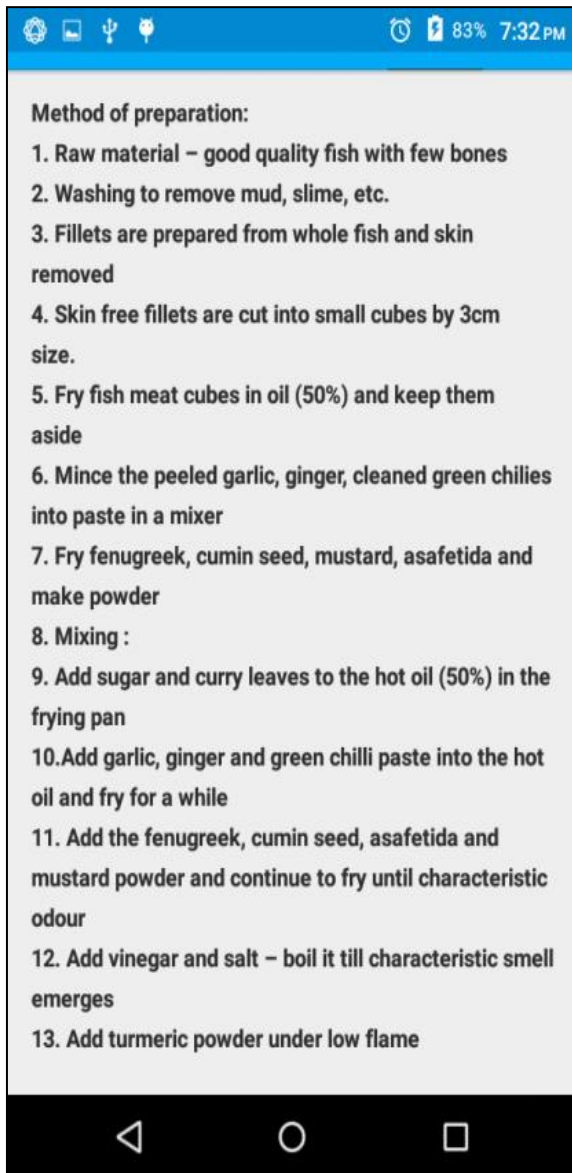 83% 7:32 PM
Method of preparation:
1. Raw material – good quality fish with few bones
2. Washing to remove mud, slime, etc.
3. Fillets are prepared from whole fish and skin
removed
4. Skin free fillets are cut into small cubes by 3cm
size.
5. Fry fish meat cubes in oil (50%) and keep them
aside
6. Mince the peeled garlic, ginger, cleaned green chilies
into paste in a mixer
7. Fry fenugreek, cumin seed, mustard, asafetida and
make powder
8. Mixing :
9. Add sugar and curry leaves to the hot oil (50%) in the
frying pan
10.Add garlic, ginger and green chilli paste into the hot
oil and fry for a while
11. Add the fenugreek, cumin seed, asafetida and
mustard powder and continue to fry until characteristic
odour
12. Add vinegar and salt – boil it till characteristic smell
emerges
13. Add turmeric powder under low flame